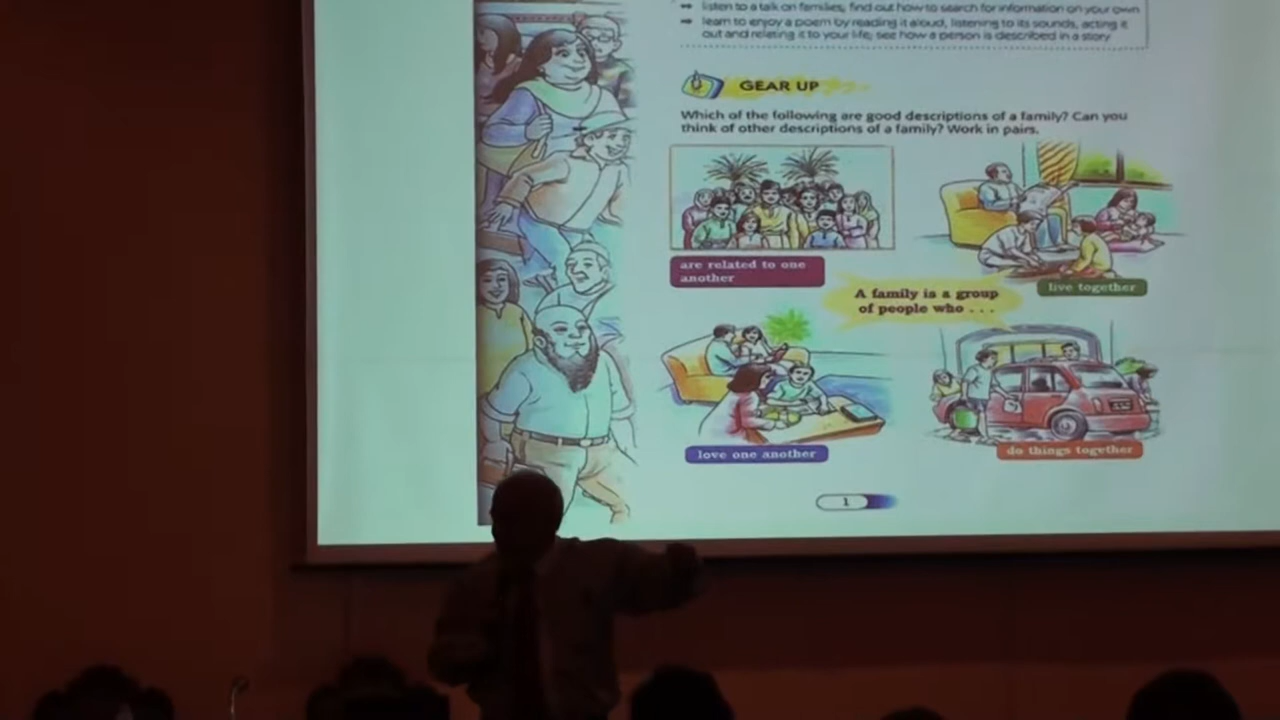 listen to a talk on families, find out how to search for information on your own
learn to enjoy a poem by reading it aloud, listening to its sounds, acting it
out and relating it to your life; see how a person is described in a story
GEAR UP
Which of the following are good descriptions of a family? Can you
think of other descriptions of a family? Work in pairs.
are related to one
another
live together
A family is a group
of people who . . .
love one another
do things together
1